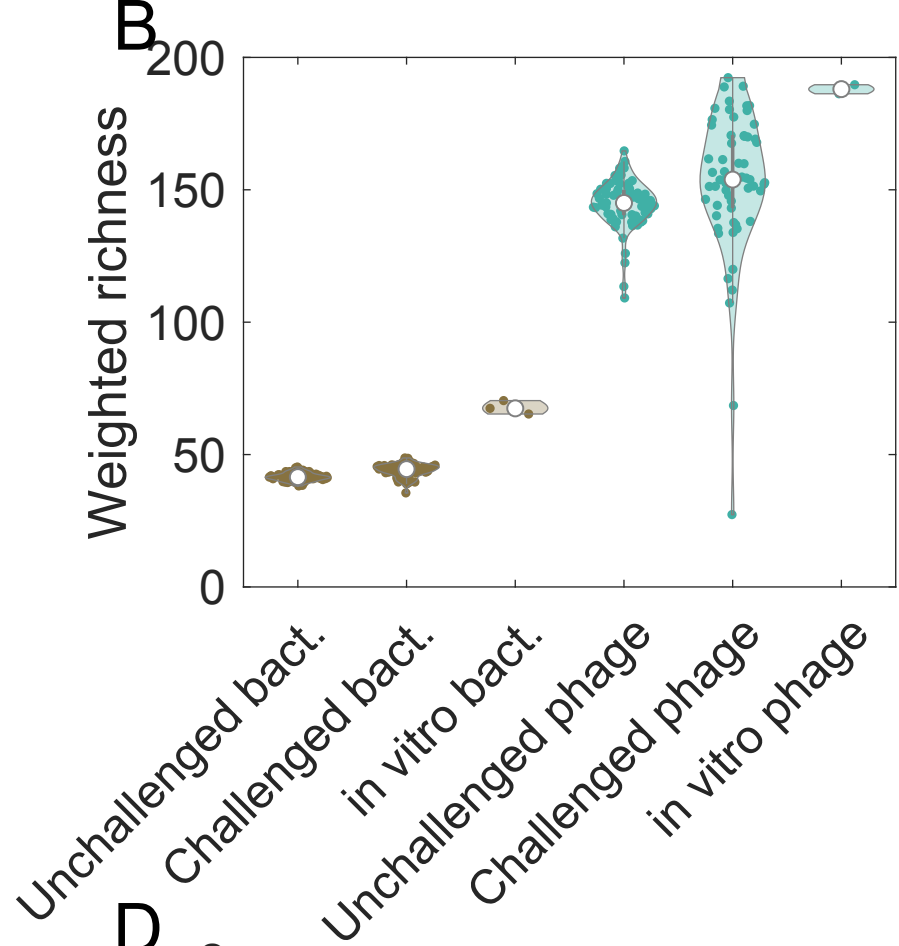 B
Weighted richness
200
150
100
50
0
Unchallenged bact.
Challenged bact.
in vitro bact.
Unchallenged phage
Challenged phage
in vitro phage
D